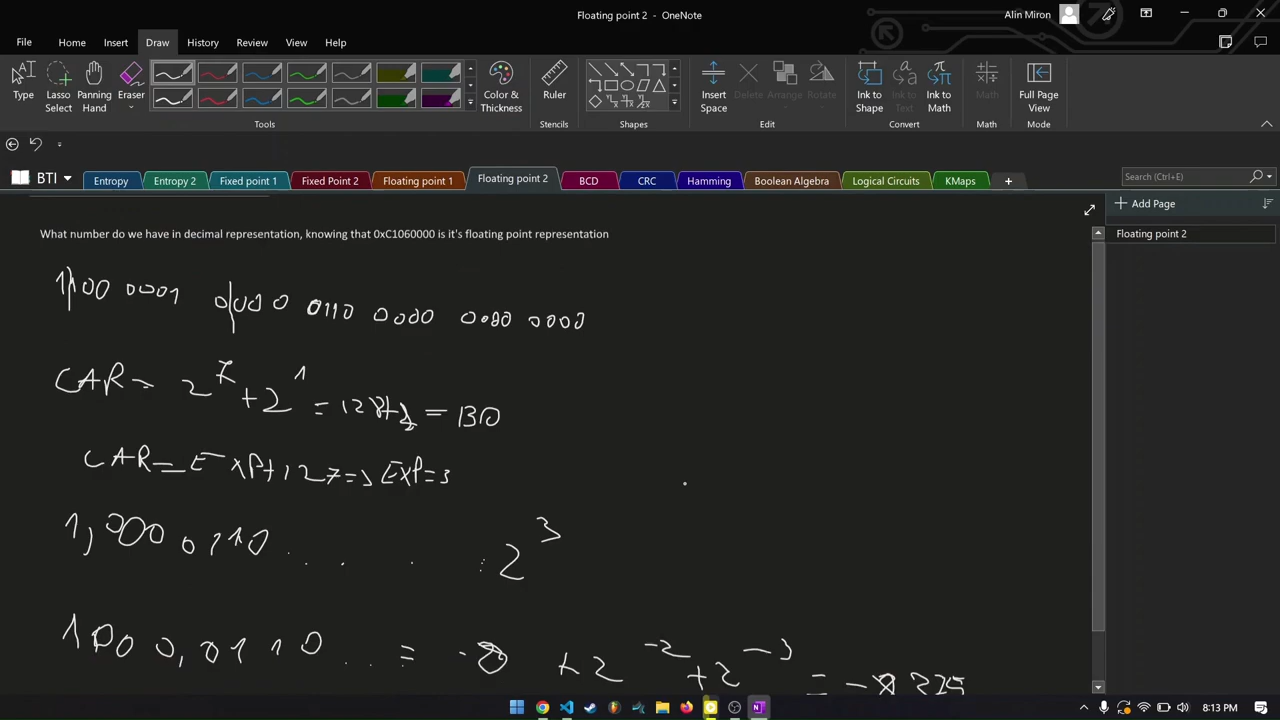 Floating point 2 - OneNote
Alin Miron
File Home Insert Draw History Review View Help
Type
Lasso Select
Panning Hand
Eraser
Color & Thickness
Ruler
Insert Space
Delete
Arrange
Rotate
Ink to Shape
Ink to Text
Ink to Math
Math
Full Page View
Tools
Stencils
Shapes
Edit
Convert
Math
Mode
BTI
Entropy Entropy 2 Fixed point 1 Fixed Point 2 Floating point 1 Floating point 2 BCD CRC Hamming Boolean Algebra Logical Circuits KMaps +
Search (Ctrl+E)
Add Page
Floating point 2
What number do we have in decimal representation, knowing that 0xC1060000 is it's floating point representation
1|100 0001 0|000 0110 0000 0000 0000
CAR = 2^7 + 2^1 = 128+2 = 130
CAR = EXP+127 => EXP=3
1,000 0110 . . . . . 2^3
1000,0110 . . = -8 + 2^-2 + 2^-3 =
8:13 PM